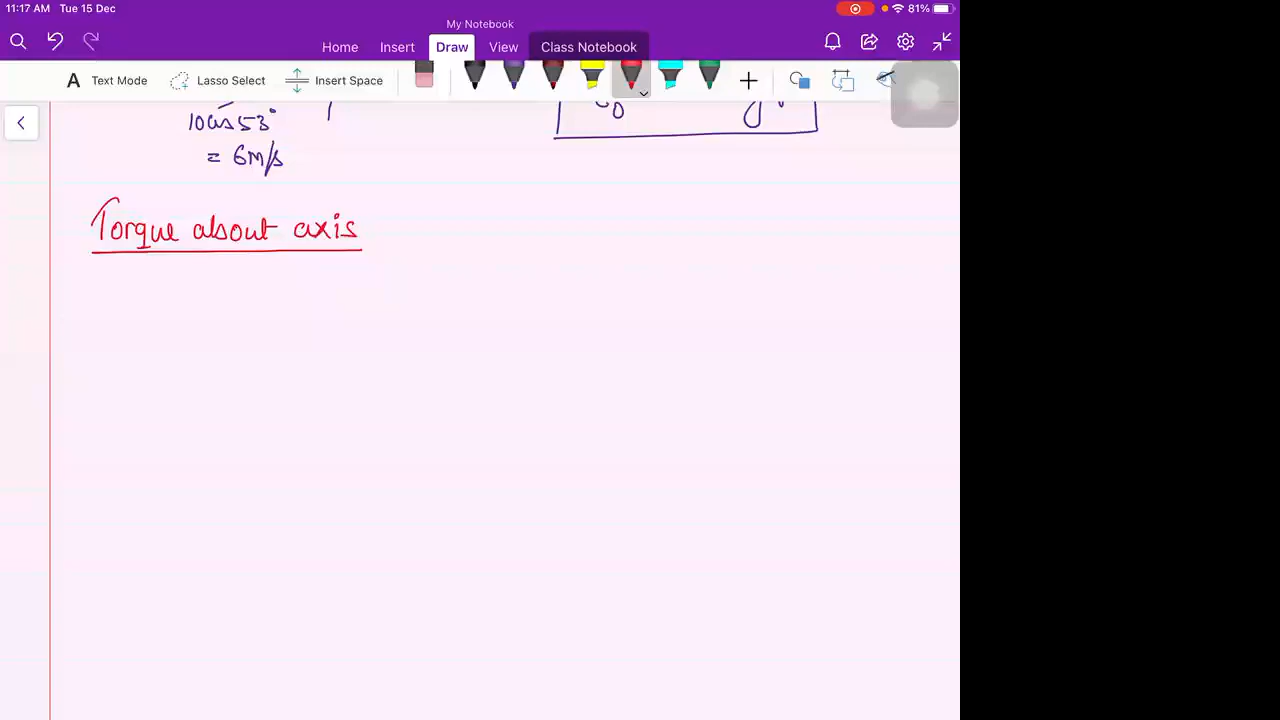 11:17 AM Tue 15 Dec
81%
My Notebook
Home Insert Draw View Class Notebook
A Text Mode Lasso Select Insert Space
10cos53°
= 6m/s
Torque about axis